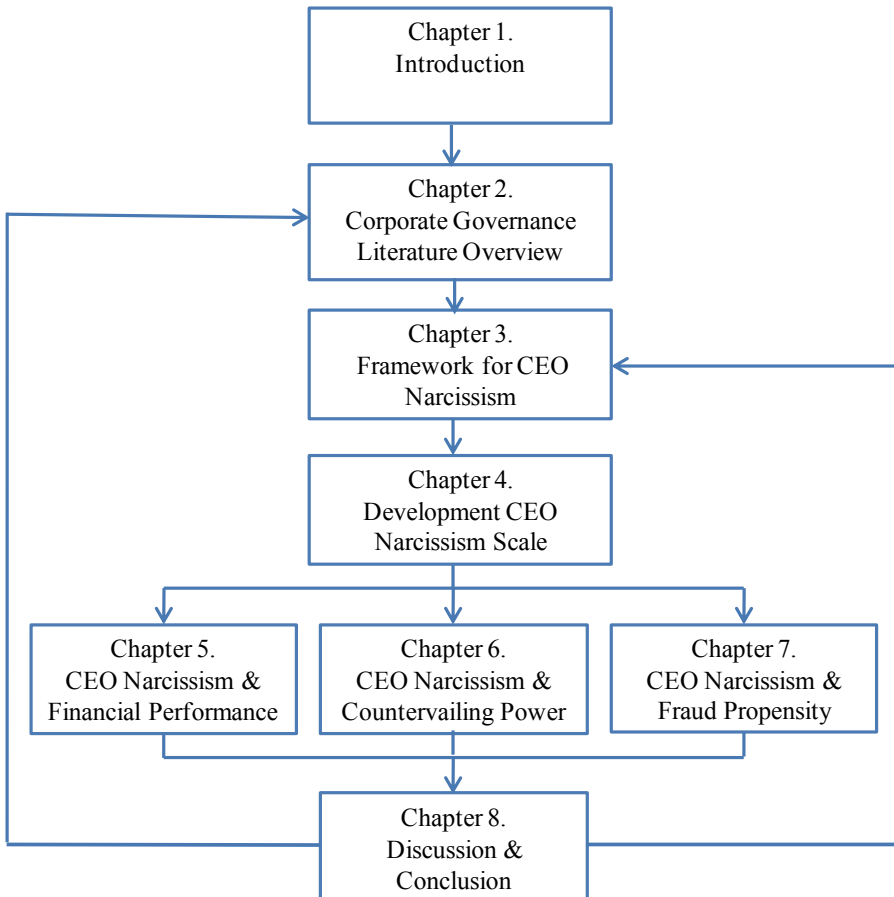 Chapter 1.
Introduction
Chapter 2.
Corporate Governance
Literature Overview
Chapter 3.
Framework for CEO
Narcissism
Chapter 4.
Development CEO
Narcissism Scale
Chapter 5.
CEO Narcissism &
Financial Performance
Chapter 6.
CEO Narcissism &
Countervailing Power
Chapter 7.
CEO Narcissism &
Fraud Propensity
Chapter 8.
Discussion &
Conclusion